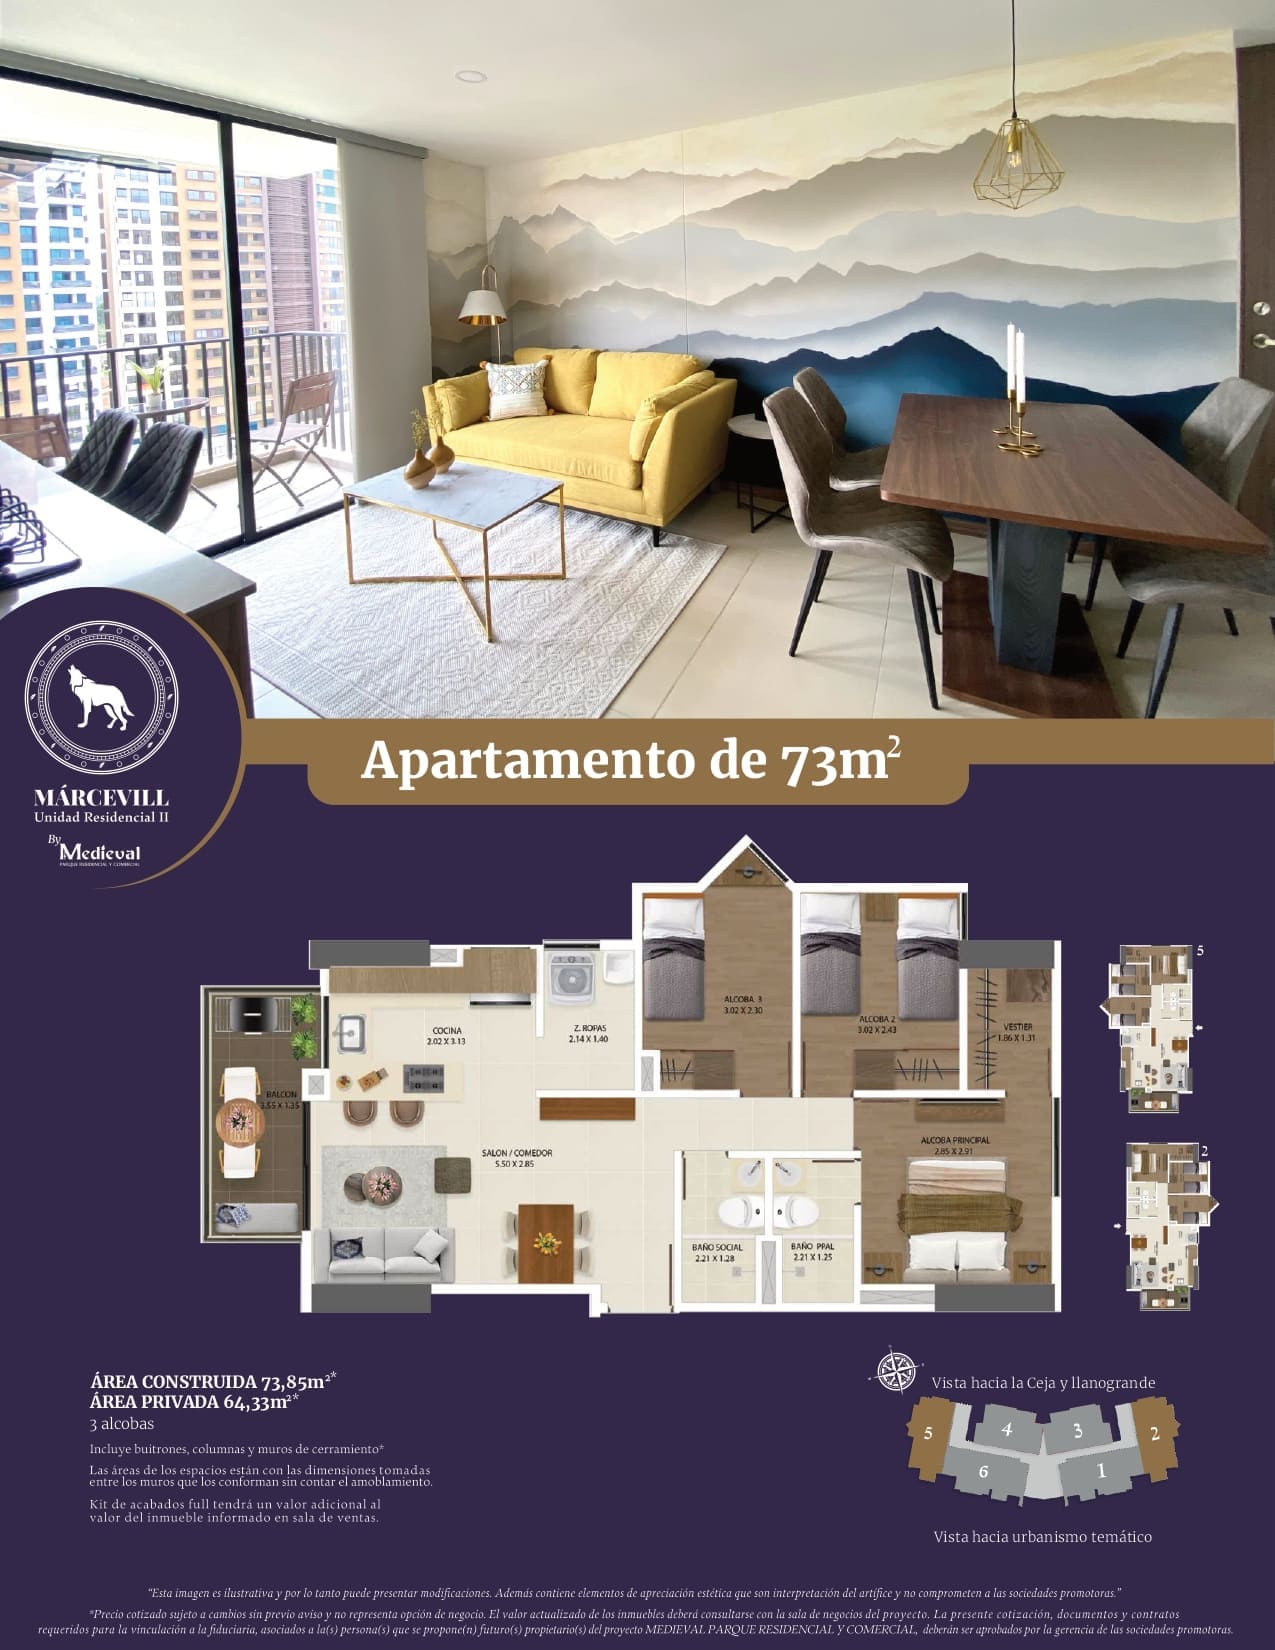 Apartamento de 73m²
MÁRCEVILL
Unidad Residencial II
By Medieval
PARQUE RESIDENCIAL Y COMERCIAL
ALCOBA 3
3.02 X 2.30
ALCOBA 2
3.02 X 2.43
VESTIER
1.86 X 1.31
COCINA
2.02 X 3.13
Z. ROPAS
2.14 X 1.40
BALCON
3.55 X 1.35
SALON / COMEDOR
5.50 X 2.85
ALCOBA PRINCIPAL
2.85 X 2.91
BAÑO SOCIAL
2.21 X 1.28
BAÑO PPAL
2.21 X 1.25
5
2
ÁREA CONSTRUIDA 73,85m²*
ÁREA PRIVADA 64,33m²*
3 alcobas
Incluye buitrones, columnas y muros de cerramiento*
Las áreas de los espacios están con las dimensiones tomadas
entre los muros que los conforman sin contar el amoblamiento.
Kit de acabados full tendrá un valor adicional al
valor del inmueble informado en sala de ventas.
Vista hacia la Ceja y llanogrande
5 4 3 2
6 1
Vista hacia urbanismo temático
“Esta imagen es ilustrativa y por lo tanto puede presentar modificaciones. Además contiene elementos de apreciación estética que son interpretación del artífice y no comprometen a las sociedades promotoras.”
*Precio cotizado sujeto a cambios sin previo aviso y no representa opción de negocio. El valor actualizado de los inmuebles deberá consultarse con la sala de negocios del proyecto. La presente cotización, documentos y contratos
requeridos para la vinculación a la fiduciaria, asociados a la(s) persona(s) que se propone(n) futuro(s) propietario(s) del proyecto MEDIEVAL PARQUE RESIDENCIAL Y COMERCIAL, deberán ser aprobados por la gerencia de las sociedades promotoras.